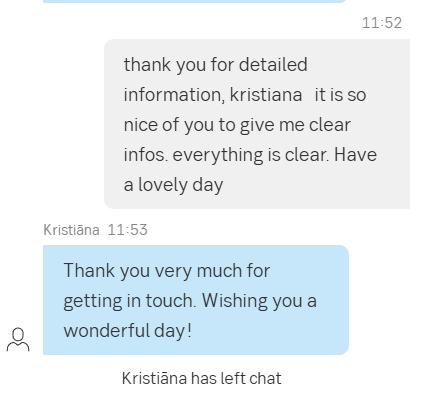 11:52
thank you for detailed
information, kristiana it is so
nice of you to give me clear
infos. everything is clear. Have
a lovely day
Kristiāna 11:53
Thank you very much for
getting in touch. Wishing you a
wonderful day!
Kristiāna has left chat